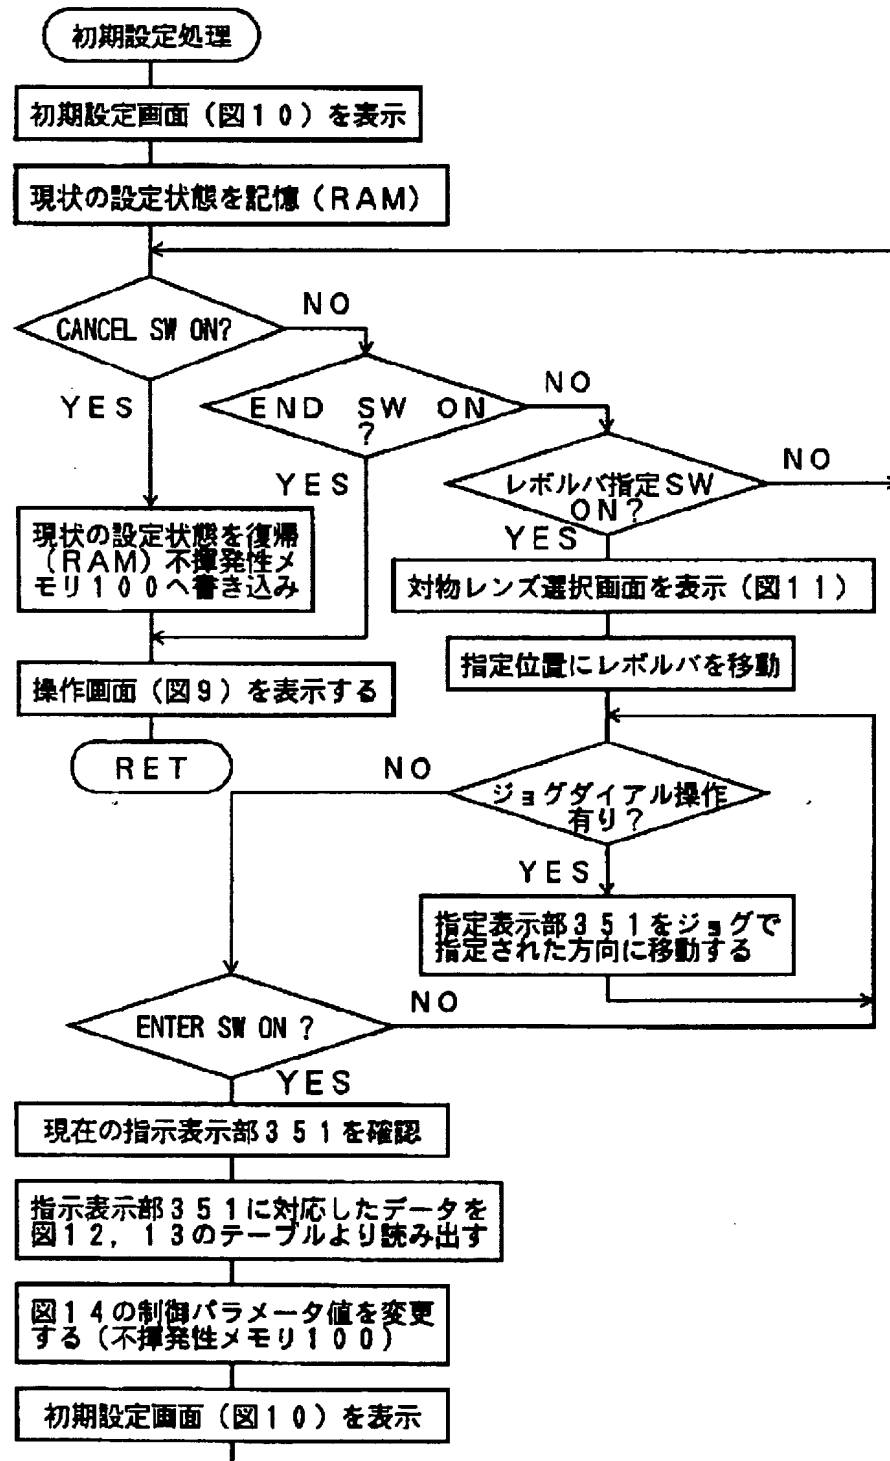 初期設定処理
初期設定画面（図１０）を表示
現状の設定状態を記憶（ＲＡＭ）
CANCEL SW ON?
NO
YES
END SW ON
?
NO
YES
レボルバ指定SW
ON?
NO
YES
現状の設定状態を復帰
（ＲＡＭ）不揮発性メ
モリ１００へ書き込み
対物レンズ選択画面を表示（図１１）
指定位置にレボルバを移動
操作画面（図９）を表示する
RET
ジョグダイアル操作
有り？
NO
YES
指定表示部３５１をジョグで
指定された方向に移動する
ENTER SW ON ?
NO
YES
現在の指示表示部３５１を確認
指示表示部３５１に対応したデータを
図１２，１３のテーブルより読み出す
図１４の制御パラメータ値を変更
する（不揮発性メモリ１００）
初期設定画面（図１０）を表示